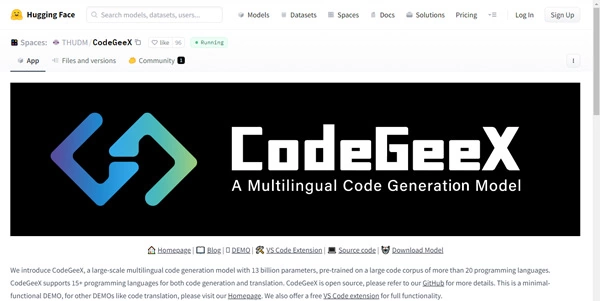 Hugging Face
Search models, datasets, users...
Models
Datasets
Spaces
Docs
Solutions
Pricing
Log In
Sign Up
Spaces:
THUDM / CodeGeeX
like
96
Running
App
Files and versions
Community
1
CodeGeeX
A Multilingual Code Generation Model
Homepage | Blog | DEMO | VS Code Extension | Source code | Download Model
We introduce CodeGeeX, a large-scale multilingual code generation model with 13 billion parameters, pre-trained on a large code corpus of more than 20 programming languages.
CodeGeeX supports 15+ programming languages for both code generation and translation. CodeGeeX is open source, please refer to our GitHub for more details. This is a minimal-
functional DEMO, for other DEMOs like code translation, please visit our Homepage. We also offer a free VS Code extension for full functionality.